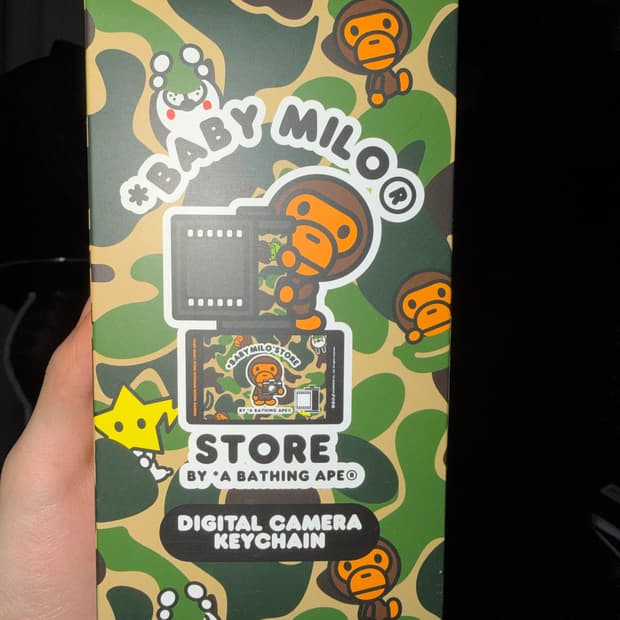 *BABY MILO®
*BABY MILO® STORE
BY *A BATHING APE®
STORE
BY *A BATHING APE®
DIGITAL CAMERA
KEYCHAIN